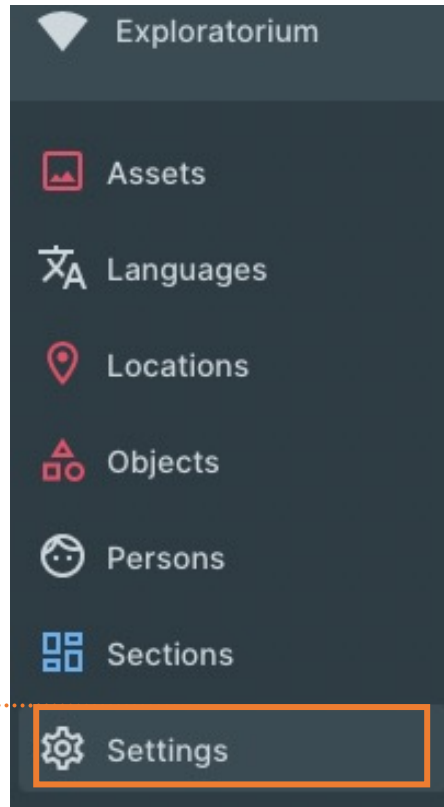 Exploratorium
Assets
Languages
Locations
Objects
Persons
Sections
Settings